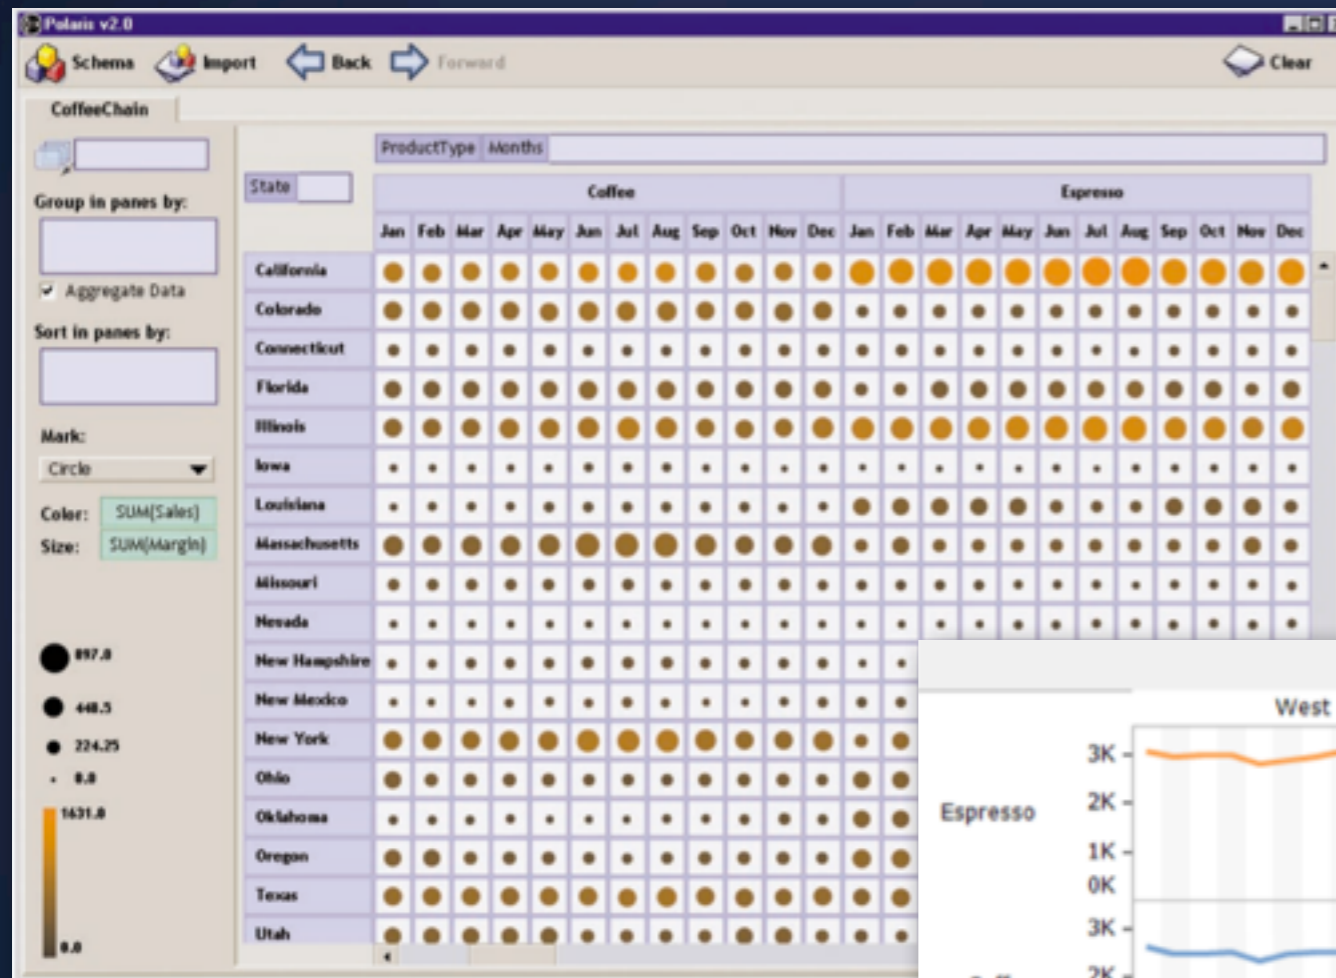 Polaris v2.0
Schema Import Back Forward Clear
CoffeeChain
ProductType Months
State
Coffee Espresso
Jan Feb Mar Apr May Jun Jul Aug Sep Oct Nov Dec Jan Feb Mar Apr May Jun Jul Aug Sep Oct Nov Dec
Group in panes by:
Aggregate Data
Sort in panes by:
Mark:
Circle
Color: SUM(Sales)
Size: SUM(Margin)
897.0
448.5
224.25
0.0
1631.0
0.0
California
Colorado
Connecticut
Florida
Illinois
Iowa
Louisiana
Massachusetts
Missouri
Nevada
New Hampshire
New Mexico
New York
Ohio
Oklahoma
Oregon
Texas
Utah
West
Espresso
3K
2K
1K
0K
3K
2K